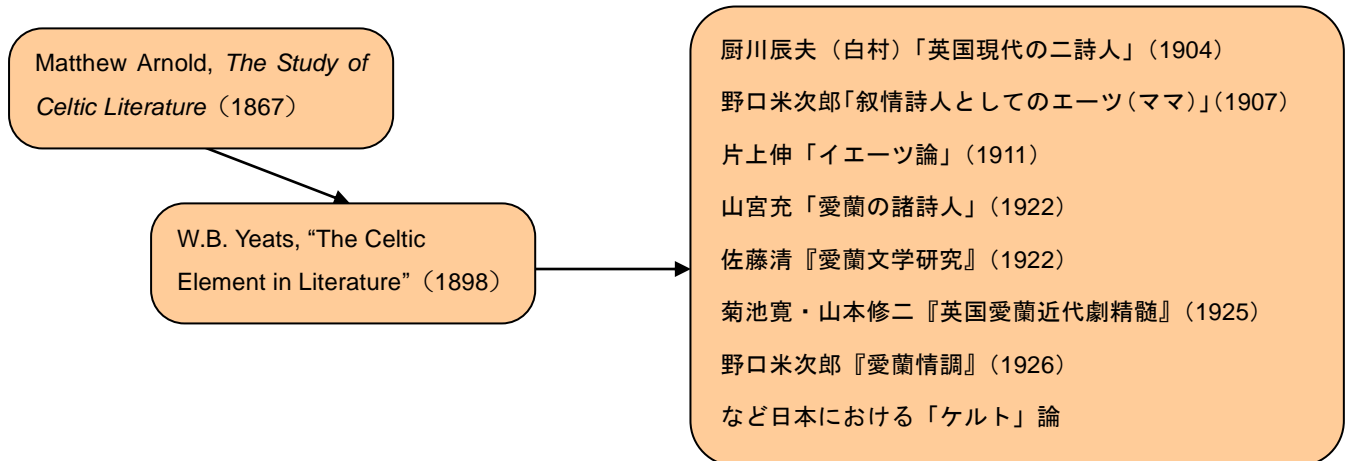 Matthew Arnold, The Study of
Celtic Literature（1867）
W.B. Yeats, “The Celtic
Element in Literature”（1898）
厨川辰夫（白村）「英国現代の二詩人」（1904）
野口米次郎「叙情詩人としてのエーツ（ママ）」（1907）
片上伸「イエーツ論」（1911）
山宮充「愛蘭の諸詩人」（1922）
佐藤清『愛蘭文学研究』（1922）
菊池寛・山本修二『英国愛蘭近代劇精髄』（1925）
野口米次郎『愛蘭情調』（1926）
など日本における「ケルト」論